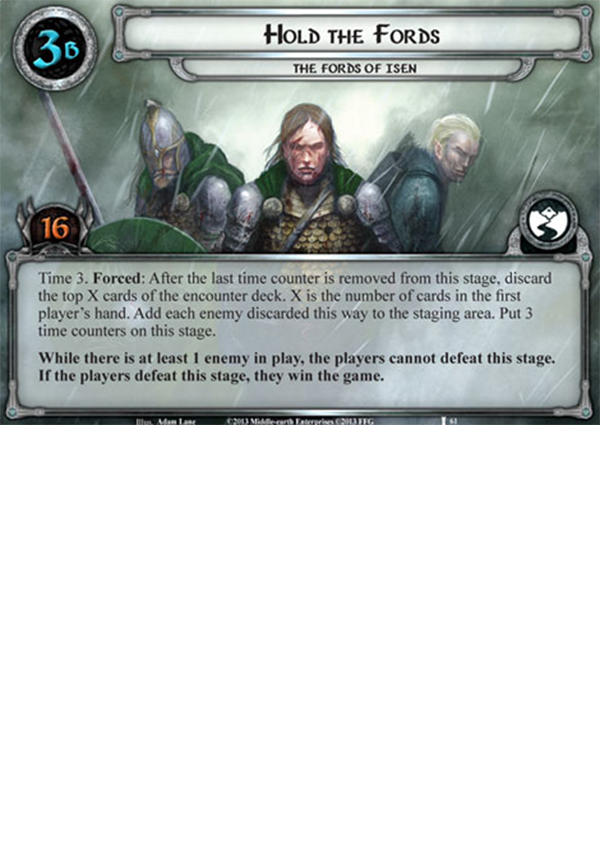 3B
HOLD THE FORDS
THE FORDS OF ISEN
16
Time 3. Forced: After the last time counter is removed from this stage, discard
the top X cards of the encounter deck. X is the number of cards in the first
player's hand. Add each enemy discarded this way to the staging area. Put 3
time counters on this stage.
While there is at least 1 enemy in play, the players cannot defeat this stage.
If the players defeat this stage, they win the game.
Illus. Adam Lane ©2013 Middle-earth Enterprises ©2013 FFG 61